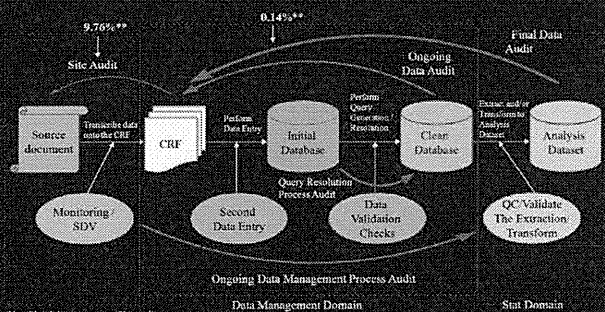 9.76%**
0.14%**
Final Data
Audit
Site Audit
Ongoing
Data Audit
Source
document
Transcribe data
onto the CRF
CRF
Perform
Data Entry
Initial
Database
Perform
Query
Generation /
Resolution
Clean
Database
Extract and/or
Transform to
Analysis
Dataset
Analysis
Dataset
Query Resolution
Process Audit
Monitoring /
SDV
Second
Data Entry
Data
Validation
Checks
QC/Validate
The Extraction/
Transform
Ongoing Data Management Process Audit
Data Management Domain
Stat Domain